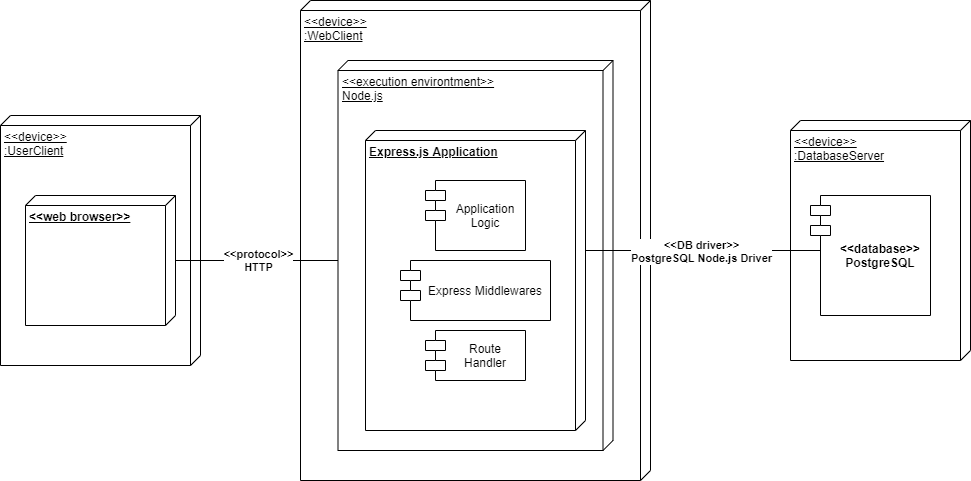 <<device>>
:UserClient
<<web browser>>
<<protocol>>
HTTP
<<device>>
:WebClient
<<execution environtment>>
Node.js
Express.js Application
Application
Logic
Express Middlewares
Route
Handler
<<DB driver>>
PostgreSQL Node.js Driver
<<device>>
:DatabaseServer
<<database>>
PostgreSQL